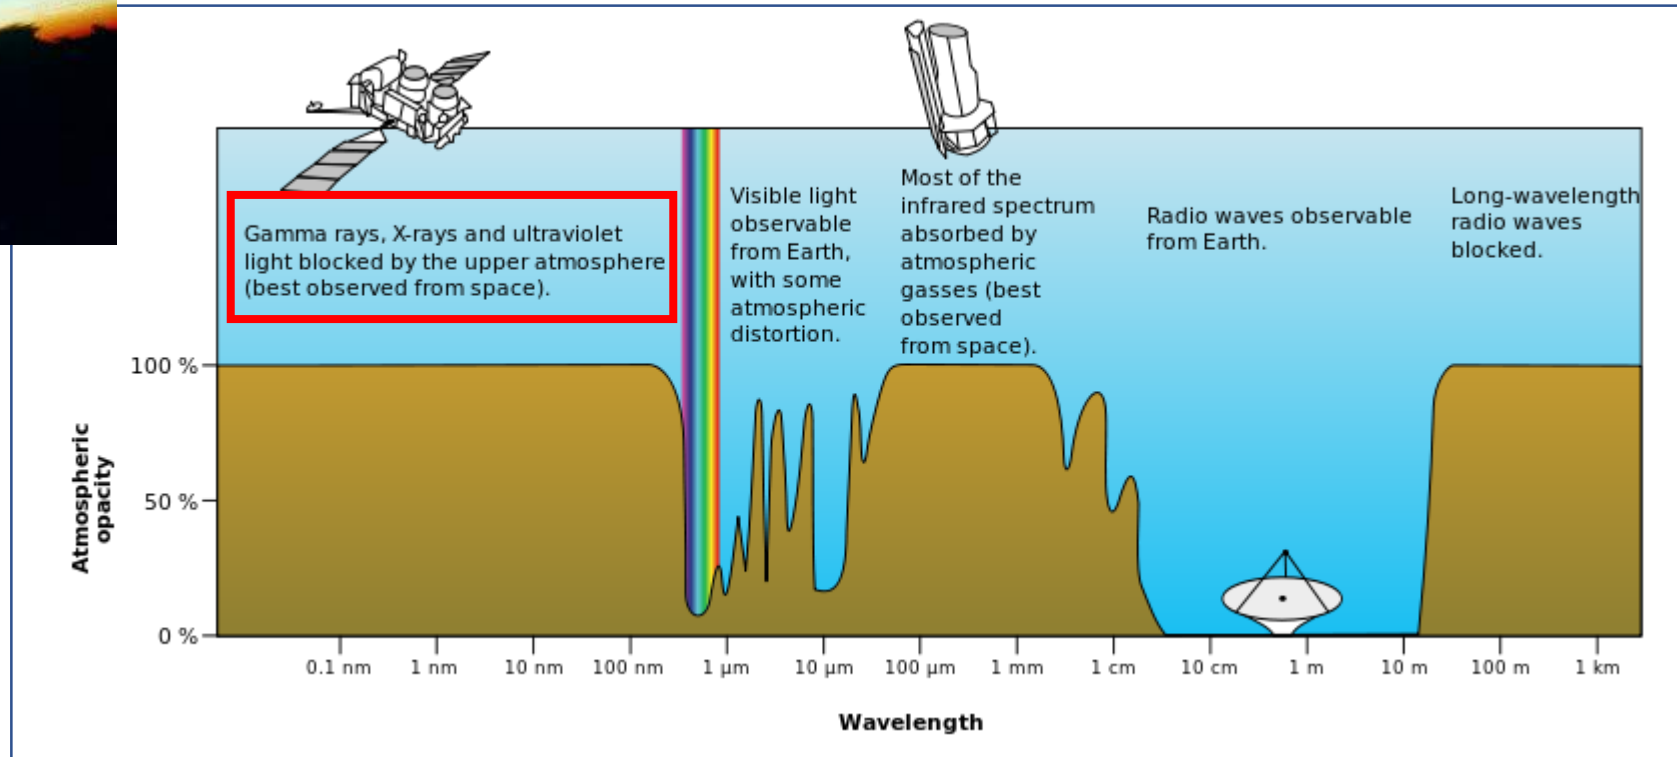 Gamma rays, X-rays and ultraviolet
light blocked by the upper atmosphere
(best observed from space).
Visible light
observable
from Earth,
with some
atmospheric
distortion.
Most of the
infrared spectrum
absorbed by
atmospheric
gasses (best
observed
from space).
Radio waves observable
from Earth.
Long-wavelength
radio waves
blocked.
Atmospheric
opacity
100 %
50 %
0 %
0.1 nm 1 nm 10 nm 100 nm 1 μm 10 μm 100 μm 1 mm 1 cm 10 cm 1 m 10 m 100 m 1 km
Wavelength